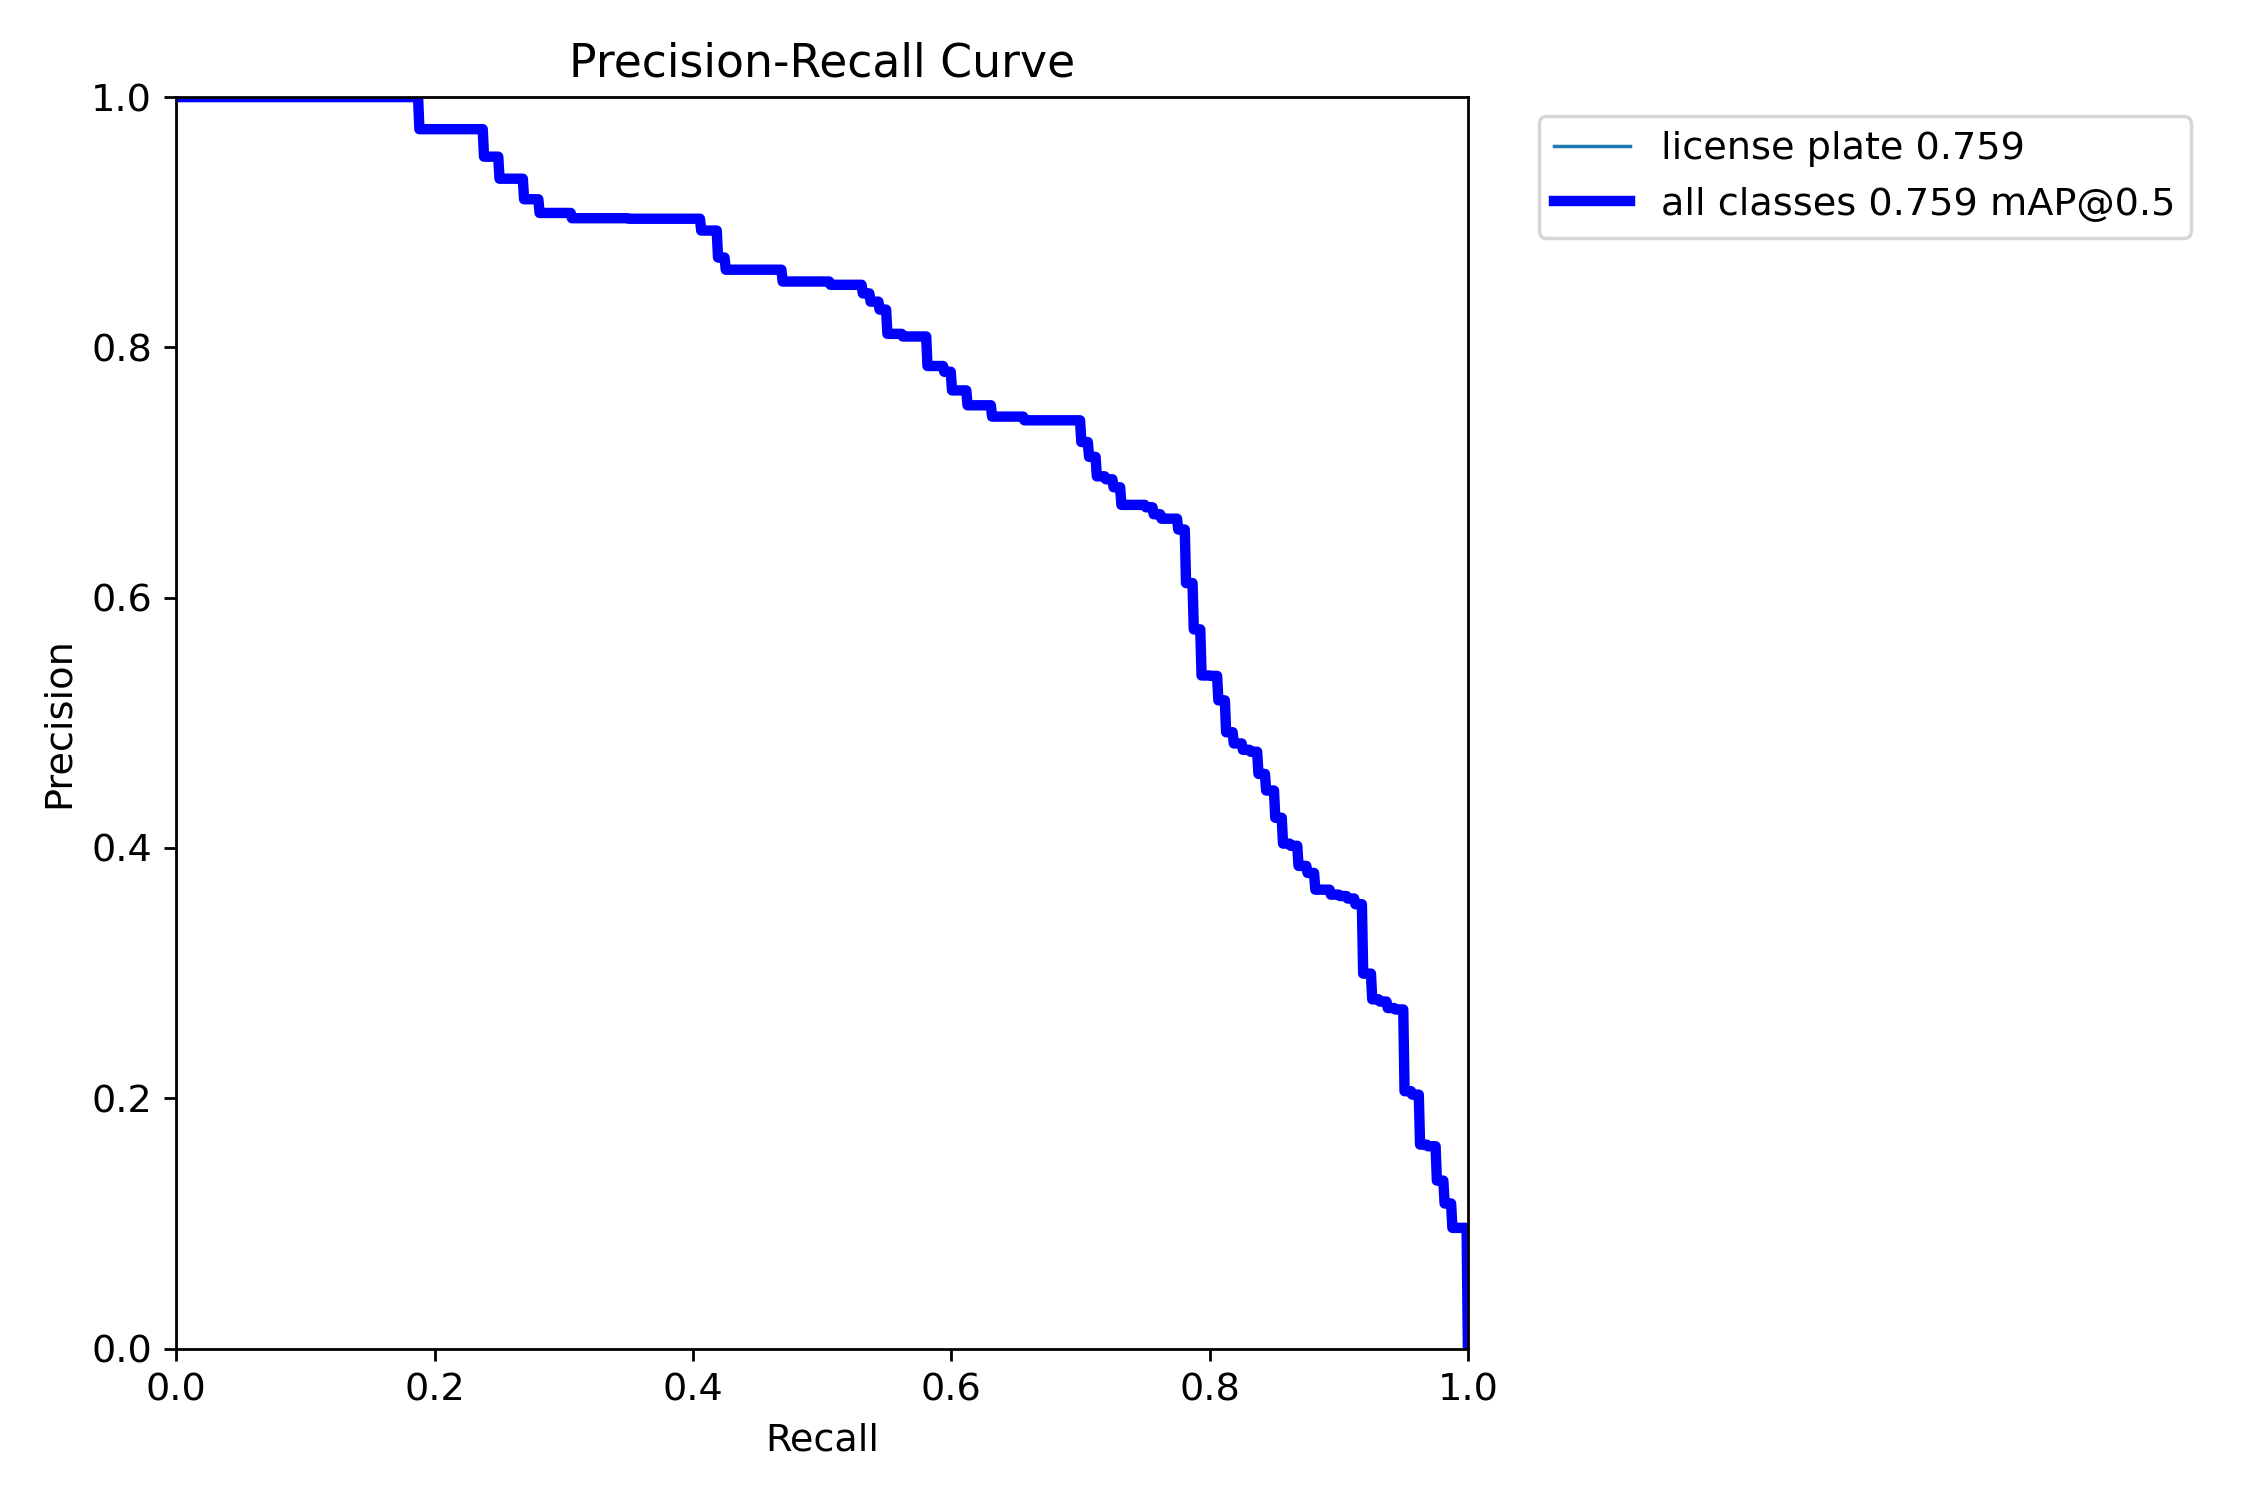 Precision-Recall Curve
1.0
0.8
0.6
0.4
0.2
0.0
Precision
0.0 0.2 0.4 0.6 0.8 1.0
Recall
license plate 0.759
all classes 0.759 mAP@0.5